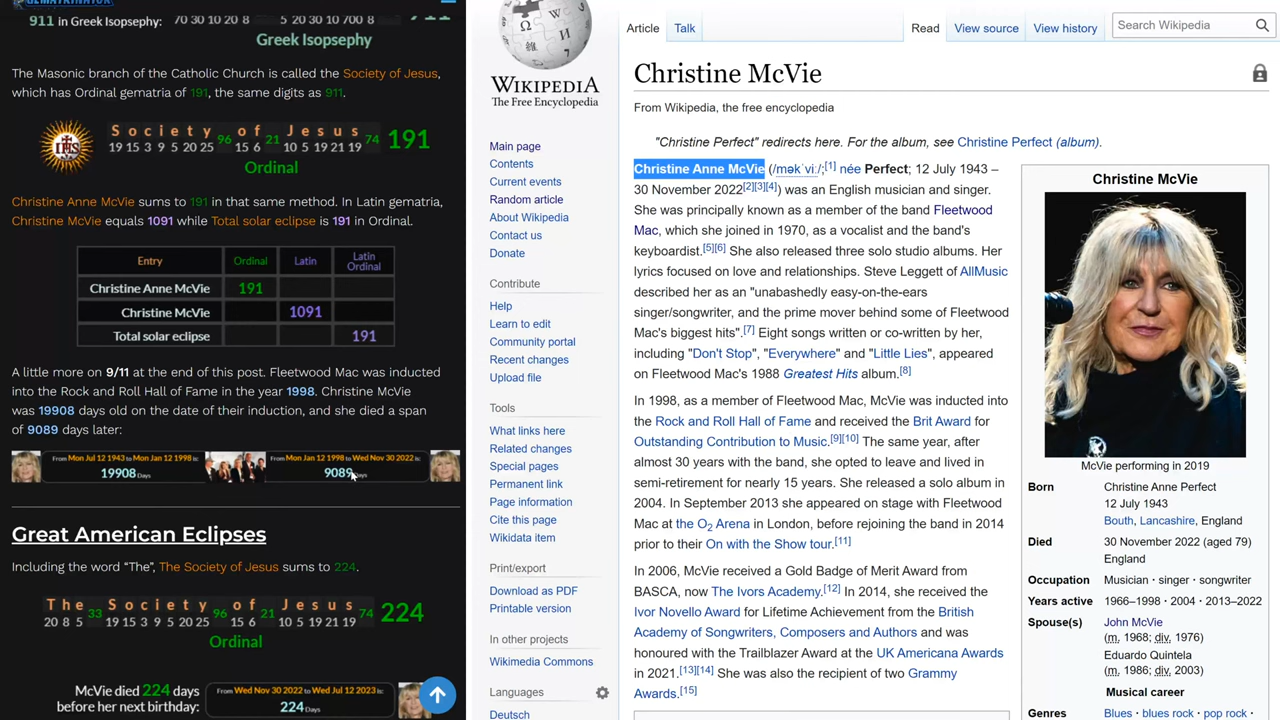 911 in Greek Isopsephy:
70 30 10 20 8
5 20 30 10 700 8
Greek Isopsephy
The Masonic branch of the Catholic Church is called the Society of Jesus,
which has Ordinal gematria of 191, the same digits as 911.
Society 96 of 21 Jesus 74 191
19 15 3 9 5 20 25 15 6 10 5 19 21 19
Ordinal
IHS
Christine Anne McVie sums to 191 in that same method. In Latin gematria,
Christine McVie equals 1091 while Total solar eclipse is 191 in Ordinal.
Entry Ordinal Latin Latin Ordinal
Christine Anne McVie 191
Christine McVie 1091
Total solar eclipse 191
A little more on 9/11 at the end of this post. Fleetwood Mac was inducted
into the Rock and Roll Hall of Fame in the year 1998. Christine McVie
was 19908 days old on the date of their induction, and she died a span
of 9089 days later:
From Mon Jul 12 1943 to Mon Jan 12 1998 is:
19908 Days
From Mon Jan 12 1998 to Wed Nov 30 2022 is:
9089 Days
Great American Eclipses
Including the word “The”, The Society of Jesus sums to 224.
The 33 Society 96 of 21 Jesus 74 224
20 8 5 19 15 3 9 5 20 25 15 6 10 5 19 21 19
Ordinal
McVie died 224 days
before her next birthday:
From Wed Nov 30 2022 to Wed Jul 12 2023 is:
224 Days
WIKIPEDIA
The Free Encyclopedia
Main page
Contents
Current events
Random article
About Wikipedia
Contact us
Donate
Contribute
Help
Learn to edit
Community portal
Recent changes
Upload file
Tools
What links here
Related changes
Special pages
Permanent link
Page information
Cite this page
Wikidata item
Print/export
Download as PDF
Printable version
In other projects
Wikimedia Commons
Languages
Deutsch
Article Talk Read View source View history Search Wikipedia
Christine McVie
From Wikipedia, the free encyclopedia
"Christine Perfect" redirects here. For the album, see Christine Perfect (album).
Christine Anne McVie (/məkˈviː/;[1] née Perfect; 12 July 1943 –
30 November 2022[2][3][4]) was an English musician and singer.
She was principally known as a member of the band Fleetwood
Mac, which she joined in 1970, as a vocalist and the band's
keyboardist.[5][6] She also released three solo studio albums. Her
lyrics focused on love and relationships. Steve Leggett of AllMusic
described her as an "unabashedly easy-on-the-ears
singer/songwriter, and the prime mover behind some of Fleetwood
Mac's biggest hits".[7] Eight songs written or co-written by her,
including "Don't Stop", "Everywhere" and "Little Lies", appeared
on Fleetwood Mac's 1988 Greatest Hits album.[8]
In 1998, as a member of Fleetwood Mac, McVie was inducted into
the Rock and Roll Hall of Fame and received the Brit Award for
Outstanding Contribution to Music.[9][10] The same year, after
almost 30 years with the band, she opted to leave and lived in
semi-retirement for nearly 15 years. She released a solo album in
2004. In September 2013 she appeared on stage with Fleetwood
Mac at the O2 Arena in London, before rejoining the band in 2014
prior to their On with the Show tour.[11]
In 2006, McVie received a Gold Badge of Merit Award from
BASCA, now The Ivors Academy.[12] In 2014, she received the
Ivor Novello Award for Lifetime Achievement from the British
Academy of Songwriters, Composers and Authors and was
honoured with the Trailblazer Award at the UK Americana Awards
in 2021.[13][14] She was also the recipient of two Grammy
Awards.[15]
Christine McVie
McVie performing in 2019
Born Christine Anne Perfect
12 July 1943
Bouth, Lancashire, England
Died 30 November 2022 (aged 79)
England
Occupation Musician · singer · songwriter
Years active 1966–1998 · 2004 · 2013–2022
Spouse(s) John McVie
(m. 1968; div. 1976)
Eduardo Quintela
(m. 1986; div. 2003)
Musical career
Genres Blues · blues rock · pop rock ·